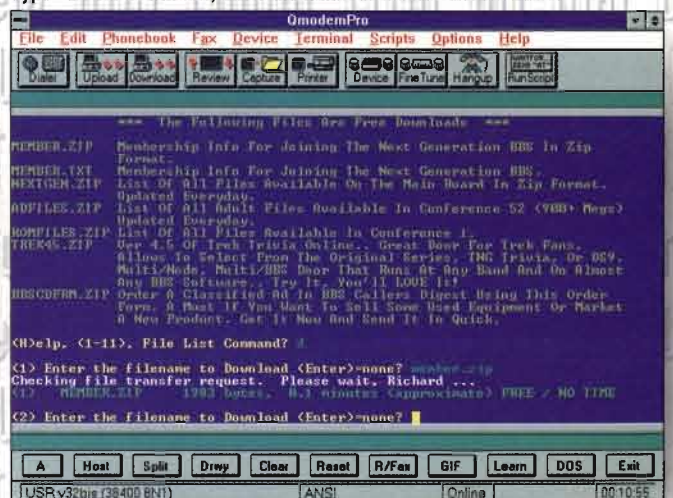 QmodemPro
File Edit Phonebook Fax Device Terminal Scripts Options Help
Dialer Upload Download Review Capture Printer Device FineTune Hangup RunScript
*** The Following Files Are Free Downloads ***
MEMBER.ZIP Membership Info For Joining The Next Generation BBS In Zip
Format.
MEMBER.TXT Membership Info For Joining The Next Generation BBS.
NEXTGEN.ZIP List Of All Files Available On The Main Board In Zip Format.
Updated Everyday.
ADFILES.ZIP List Of All Adult Files Available In Conference 52 (900+ Megs)
Updated Everyday.
ROMFILES.ZIP List Of All Files Available In Conference 1.
TREK45.ZIP Ver 4.5 Of Trek Trivia Online.. Great Door For Trek Fans.
Allows To Select From The Original Series, TNG Trivia, Or DS9.
Multi/Node, Multi/BBS Door That Runs At Any Baud And On Almost
Any BBS Software.. Try It, You'll LOVE It!
BBSCDFRM.ZIP Order A Classified Ad In BBS Callers Digest Using This Order
Form. A Must If You Want To Sell Some Used Equipment Or Market
A New Product. Get It Now And Send It In Quick.
(H)elp, (1-11), File List Command? d
(1) Enter the filename to Download (Enter)=none? member.zip
Checking file transfer request. Please wait, Richard ...
(1) MEMBER.ZIP 1983 bytes, 0.1 minutes (approximate) FREE / NO TIME
(2) Enter the filename to Download (Enter)=none?
A Host Split Drwy Clear Reset R/Fax GIF Learn DOS Exit
USR v32bis (38400 8N1) ANSI Online 00:10:55